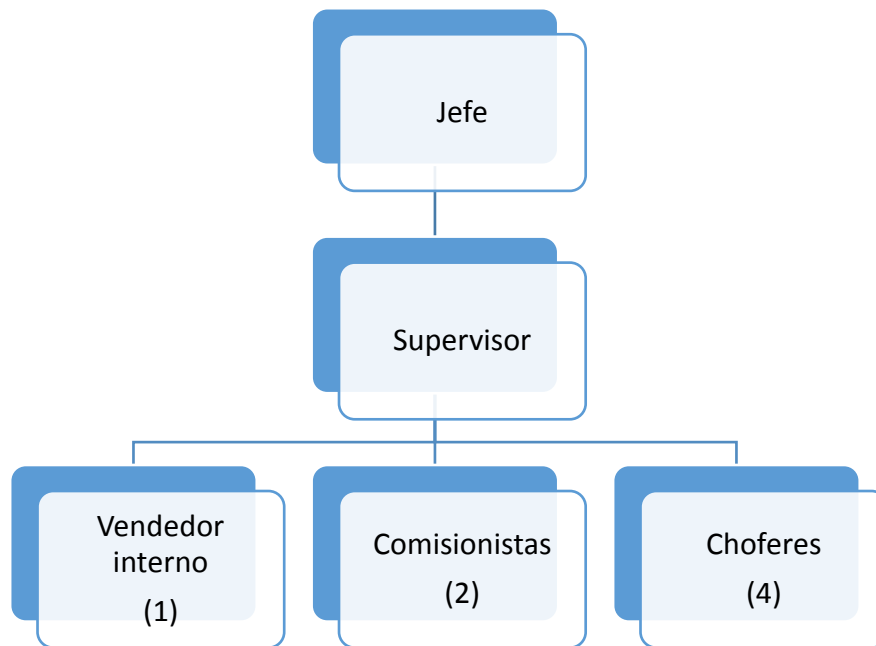 Jefe
Supervisor
Vendedor
interno
(1)
Comisionistas
(2)
Choferes
(4)